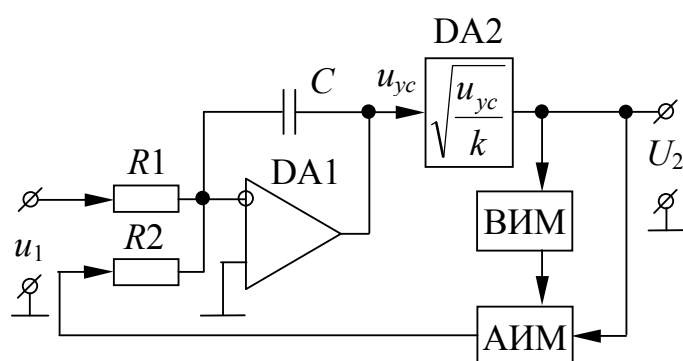 DA2
C
u_yc
√(u_yc / k)
R1
DA1
U₂
u₁
R2
ВИМ
АИМ